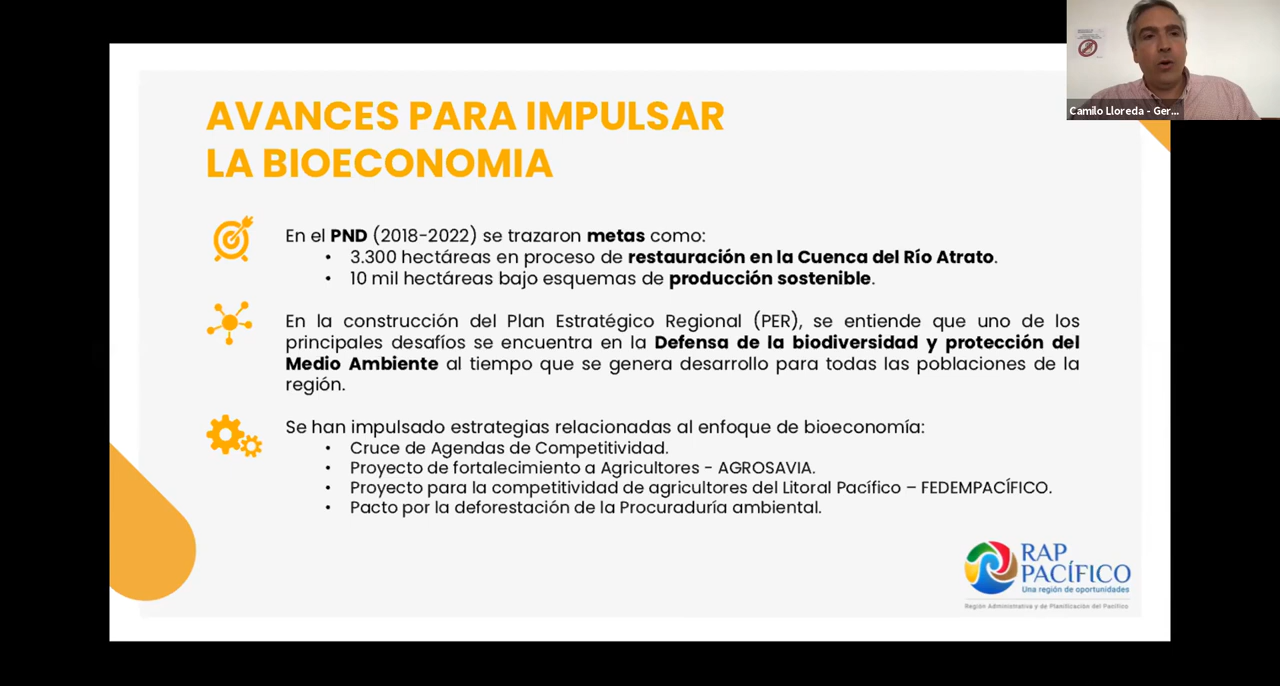 AVANCES PARA IMPULSAR
LA BIOECONOMIA
En el PND (2018-2022) se trazaron metas como:
• 3.300 hectáreas en proceso de restauración en la Cuenca del Río Atrato.
• 10 mil hectáreas bajo esquemas de producción sostenible.
En la construcción del Plan Estratégico Regional (PER), se entiende que uno de los
principales desafíos se encuentra en la Defensa de la biodiversidad y protección del
Medio Ambiente al tiempo que se genera desarrollo para todas las poblaciones de la
región.
Se han impulsado estrategias relacionadas al enfoque de bioeconomía:
• Cruce de Agendas de Competitividad.
• Proyecto de fortalecimiento a Agricultores - AGROSAVIA.
• Proyecto para la competitividad de agricultores del Litoral Pacífico – FEDEMPACÍFICO.
• Pacto por la deforestación de la Procuraduría ambiental.
RAP
PACÍFICO
Una región de oportunidades
Región Administrativa y de Planificación del Pacífico
Camilo Lloreda - Ger...